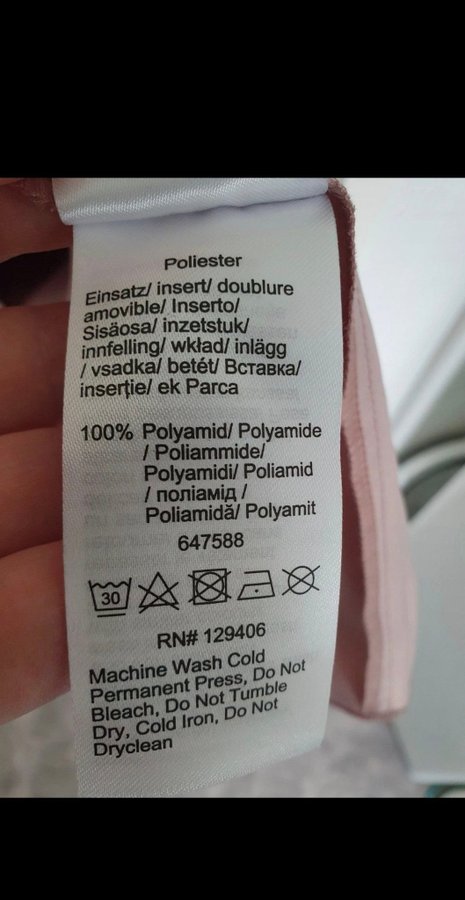 Poliester
Einsatz/ insert/ doublure
amovible/ Inserto/
Sisäosa/ inzetstuk/
innfelling/ wkład/ inlägg
/ vsadka/ betét/ Вставка/
inserție/ ek Parca
100% Polyamid/ Polyamide
/ Poliammide/
Polyamidi/ Poliamid
/ поліамід /
Poliamidă/ Polyamit
647588
30
RN# 129406
Machine Wash Cold
Permanent Press, Do Not
Bleach, Do Not Tumble
Dry, Cold Iron, Do Not
Dryclean